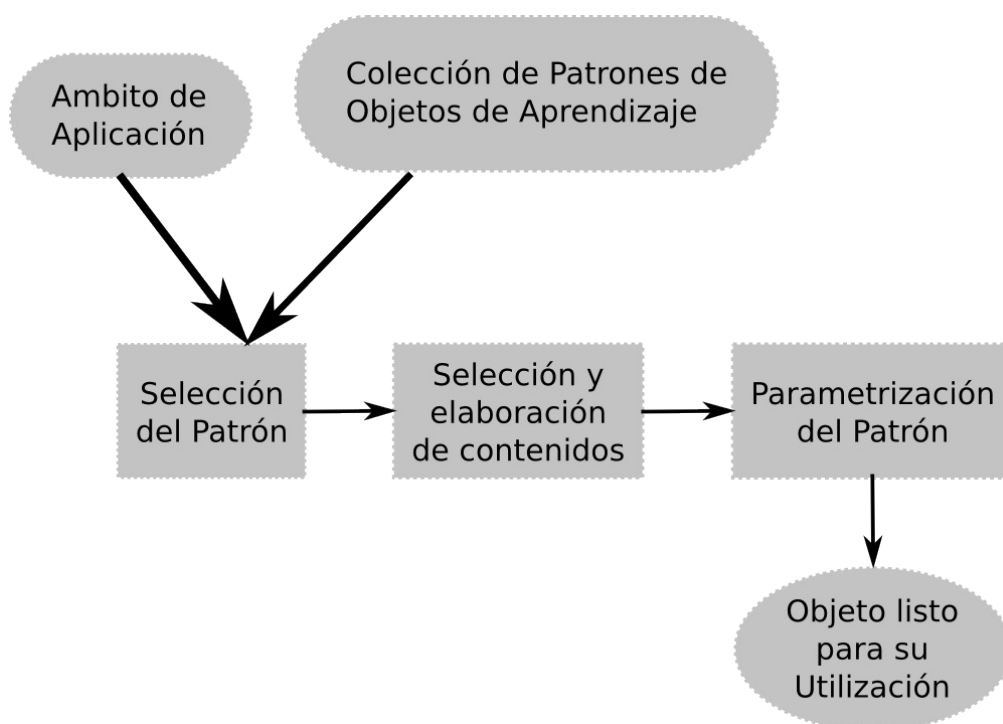 Ambito de
Aplicación
Colección de Patrones de
Objetos de Aprendizaje
Selección
del Patrón
Selección y
elaboración
de contenidos
Parametrización
del Patrón
Objeto listo
para su
Utilización